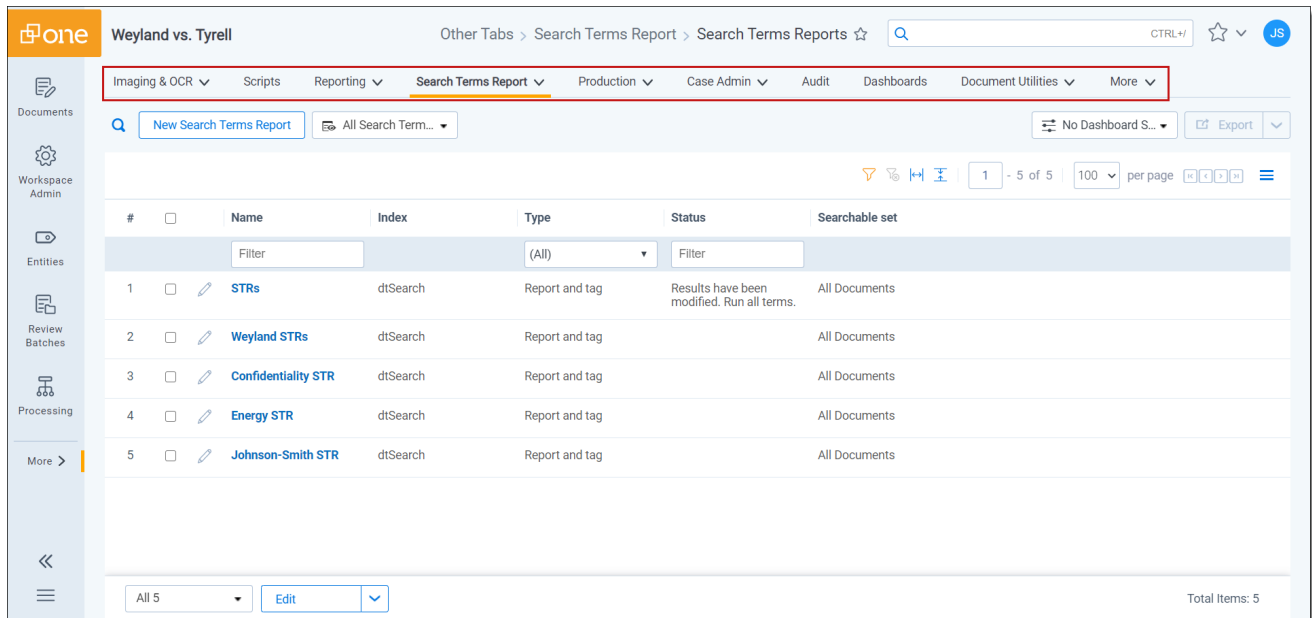 one
Weyland vs. Tyrell
Other Tabs > Search Terms Report > Search Terms Reports
CTRL+/
JS
Imaging & OCR
Scripts
Reporting
Search Terms Report
Production
Case Admin
Audit
Dashboards
Document Utilities
More
Documents
Workspace
Admin
Entities
Review
Batches
Processing
More >
New Search Terms Report
All Search Term...
No Dashboard S...
Export
1 - 5 of 5
100 per page
# Name Index Type Status Searchable set
Filter (All) Filter
1 STRs dtSearch Report and tag Results have been All Documents
modified. Run all terms.
2 Weyland STRs dtSearch Report and tag All Documents
3 Confidentiality STR dtSearch Report and tag All Documents
4 Energy STR dtSearch Report and tag All Documents
5 Johnson-Smith STR dtSearch Report and tag All Documents
All 5 Edit Total Items: 5